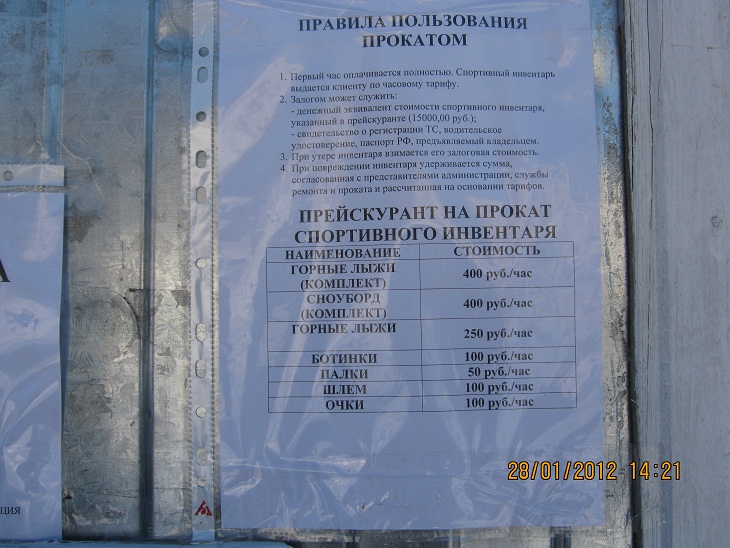 ПРАВИЛА ПОЛЬЗОВАНИЯ
ПРОКАТОМ
1. Первый час оплачивается полностью. Спортивный инвентарь
выдается клиенту по часовому тарифу.
2. Залогом может служить:
- денежный эквивалент стоимости спортивного инвентаря,
указанный в прейскуранте (15000,00 руб.);
- свидетельство о регистрации ТС, водительское
удостоверение, паспорт РФ, предъявляемый владельцем.
3. При утере инвентаря взимается его залоговая стоимость.
4. При повреждении инвентаря удерживается сумма,
согласованная с представителями администрации, службы
ремонта и проката и рассчитанная на основании тарифов.
ПРЕЙСКУРАНТ НА ПРОКАТ
СПОРТИВНОГО ИНВЕНТАРЯ
НАИМЕНОВАНИЕ СТОИМОСТЬ
ГОРНЫЕ ЛЫЖИ
(КОМПЛЕКТ) 400 руб./час
СНОУБОРД
(КОМПЛЕКТ) 400 руб./час
ГОРНЫЕ ЛЫЖИ 250 руб./час
БОТИНКИ 100 руб./час
ПАЛКИ 50 руб./час
ШЛЕМ 100 руб./час
ОЧКИ 100 руб./час
А
ЦИЯ
28/01/2012 14:21